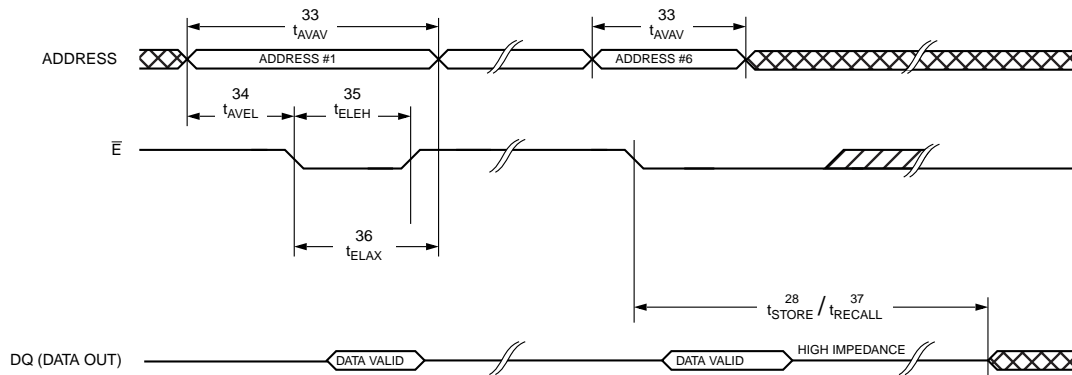 33
tAVAV
33
tAVAV
ADDRESS
ADDRESS #1
ADDRESS #6
34
tAVEL
35
tELEH
E̅
36
tELAX
28 37
tSTORE / tRECALL
DQ (DATA OUT)
DATA VALID
DATA VALID
HIGH IMPEDANCE